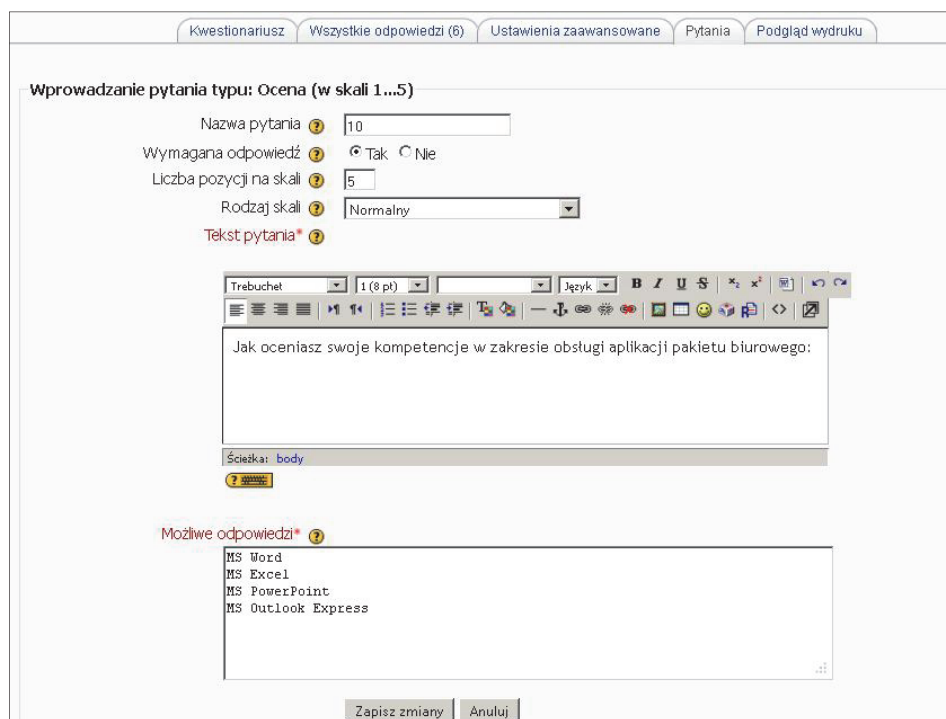 Kwestionariusz Wszystkie odpowiedzi (6) Ustawienia zaawansowane Pytania Podgląd wydruku
Wprowadzanie pytania typu: Ocena (w skali 1...5)
Nazwa pytania 10
Wymagana odpowiedź Tak Nie
Liczba pozycji na skali 5
Rodzaj skali Normalny
Tekst pytania*
Trebuchet 1 (8 pt) Język B I U S x₂ x²
Jak oceniasz swoje kompetencje w zakresie obsługi aplikacji pakietu biurowego:
Ścieżka: body
Możliwe odpowiedzi*
MS Word
MS Excel
MS PowerPoint
MS Outlook Express
Zapisz zmiany Anuluj